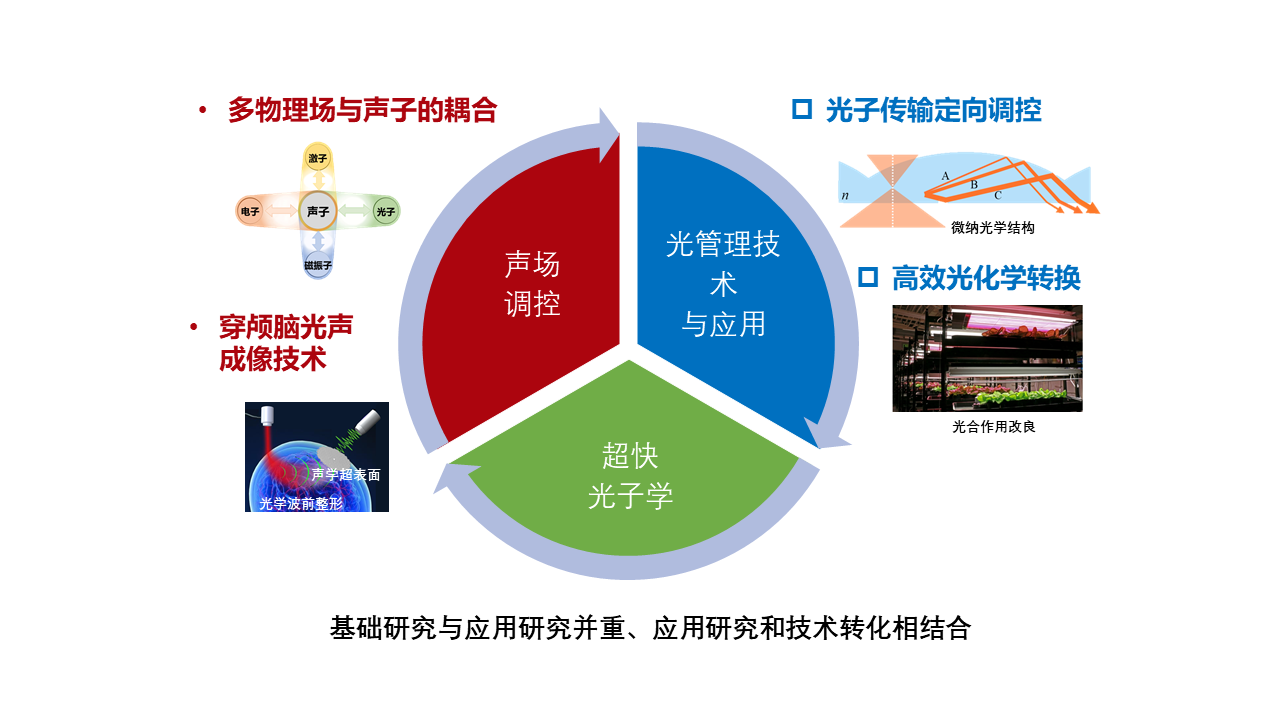 多物理场与声子的耦合
激子
电子
声子
光子
磁振子
穿颅脑光声
成像技术
声学超表面
光学波前整形
声场
调控
光管理技
术
与应用
超快
光子学
光子传输定向调控
A
B
C
n
微纳光学结构
高效光化学转换
光合作用改良
基础研究与应用研究并重、应用研究和技术转化相结合